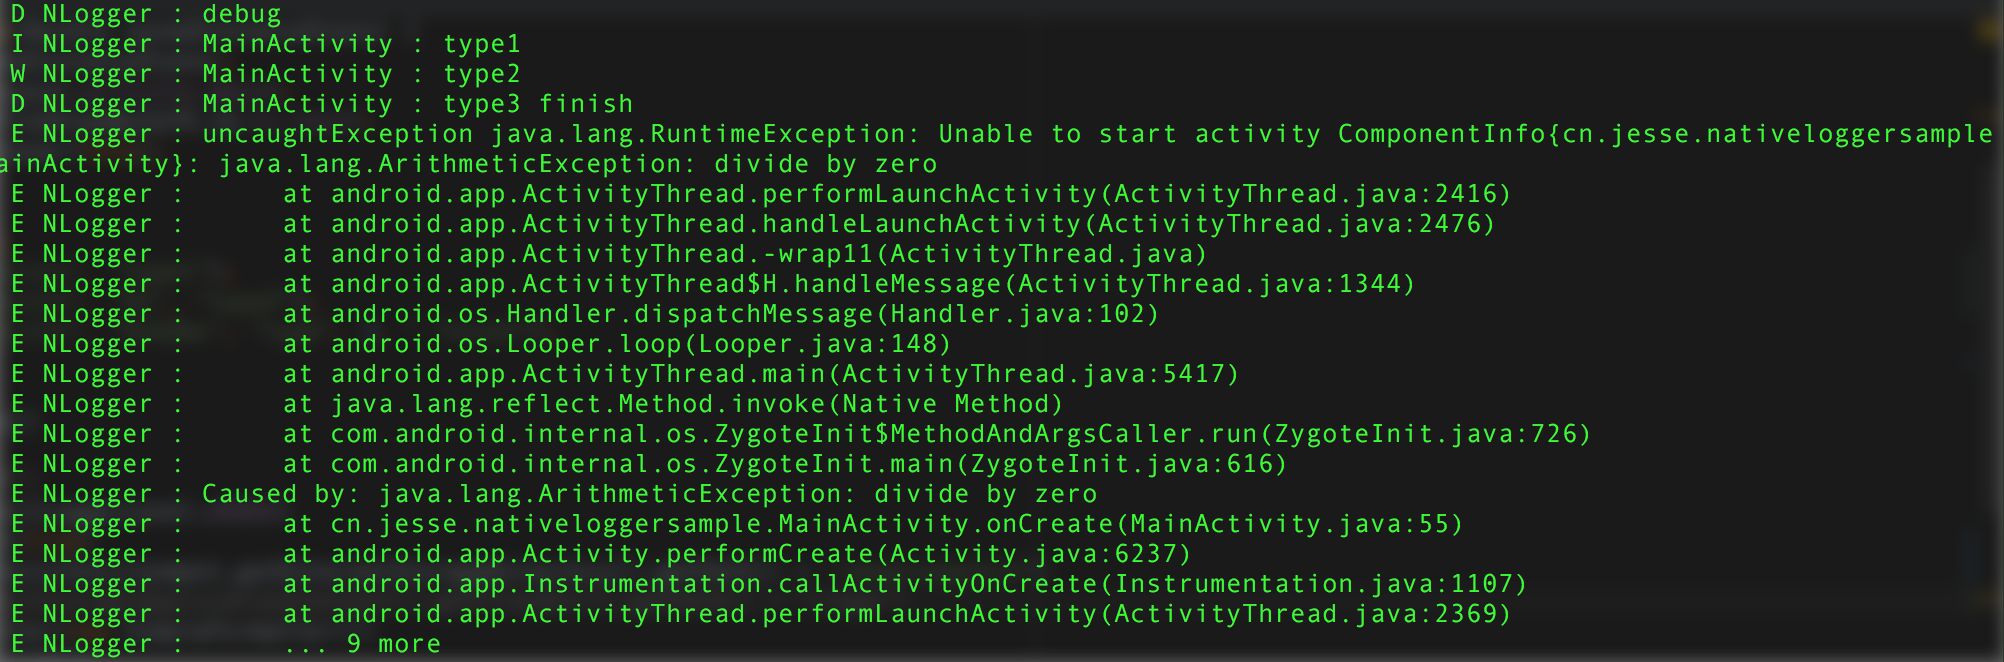 D NLogger : debug
I NLogger : MainActivity : type1
W NLogger : MainActivity : type2
D NLogger : MainActivity : type3 finish
E NLogger : uncaughtException java.lang.RuntimeException: Unable to start activity ComponentInfo{cn.jesse.nativeloggersample
ainActivity}: java.lang.ArithmeticException: divide by zero
E NLogger :      at android.app.ActivityThread.performLaunchActivity(ActivityThread.java:2416)
E NLogger :      at android.app.ActivityThread.handleLaunchActivity(ActivityThread.java:2476)
E NLogger :      at android.app.ActivityThread.-wrap11(ActivityThread.java)
E NLogger :      at android.app.ActivityThread$H.handleMessage(ActivityThread.java:1344)
E NLogger :      at android.os.Handler.dispatchMessage(Handler.java:102)
E NLogger :      at android.os.Looper.loop(Looper.java:148)
E NLogger :      at android.app.ActivityThread.main(ActivityThread.java:5417)
E NLogger :      at java.lang.reflect.Method.invoke(Native Method)
E NLogger :      at com.android.internal.os.ZygoteInit$MethodAndArgsCaller.run(ZygoteInit.java:726)
E NLogger :      at com.android.internal.os.ZygoteInit.main(ZygoteInit.java:616)
E NLogger : Caused by: java.lang.ArithmeticException: divide by zero
E NLogger :      at cn.jesse.nativeloggersample.MainActivity.onCreate(MainActivity.java:55)
E NLogger :      at android.app.Activity.performCreate(Activity.java:6237)
E NLogger :      at android.app.Instrumentation.callActivityOnCreate(Instrumentation.java:1107)
E NLogger :      at android.app.ActivityThread.performLaunchActivity(ActivityThread.java:2369)
E NLogger :      ... 9 more